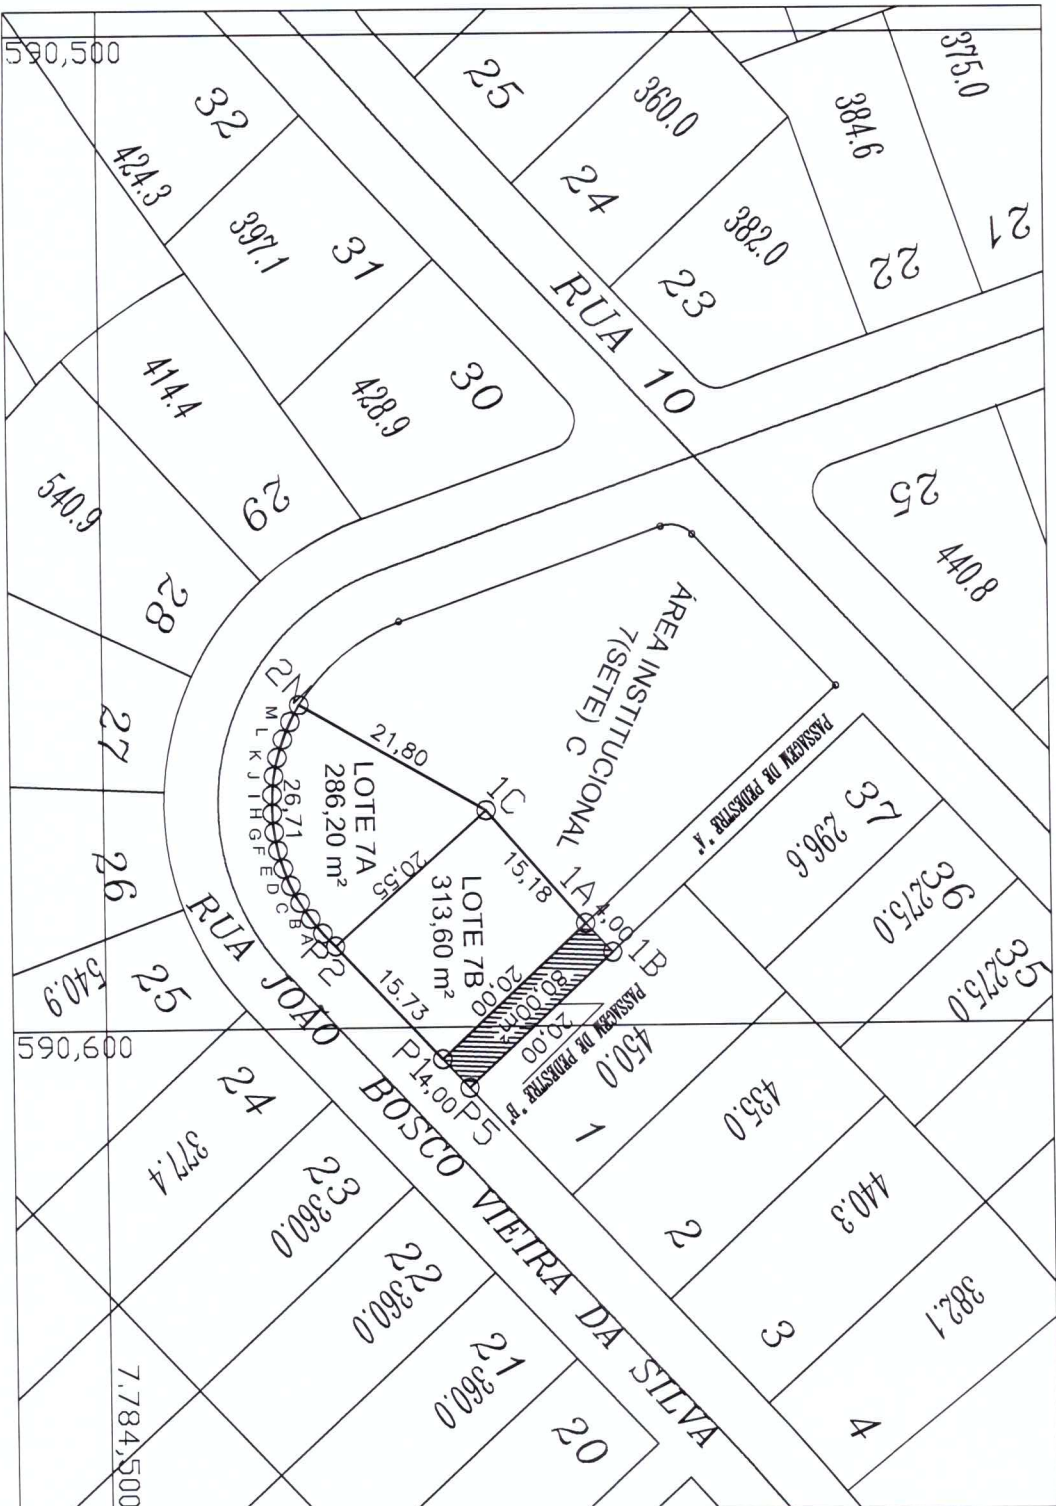 590,500
32
424.3
31
397.1
30
428.9
25
24
360.0
23
382.0
22
384.6
21
375.0
RUA 10
29
414.4
28
540.9
27
26
25
540.9
25
440.8
ÁREA INSTITUCIONAL
7(SETE) C
PASSAGEM DE PEDESTRE "A"
37
296.6
36
275.0
35
275.0
2N
M
L
K
J
I
H
G
F
E
D
C
B
A
P2
26,71
21,80
LOTE 7A
286,20 m²
1C
20,55
15,18
LOTE 7B
313,60 m²
1A
4,00
1B
20,00
80,00m²
20,00
15.73
P1
4,00
P5
PASSAGEM DE PEDESTRE "B"
RUA JOÃO BOSCO VIEIRA DA SILVA
590,600
450.0
1
435.0
2
440.3
3
382.1
4
24
377.4
23
360.0
22
360.0
21
360.0
20
7.784,500